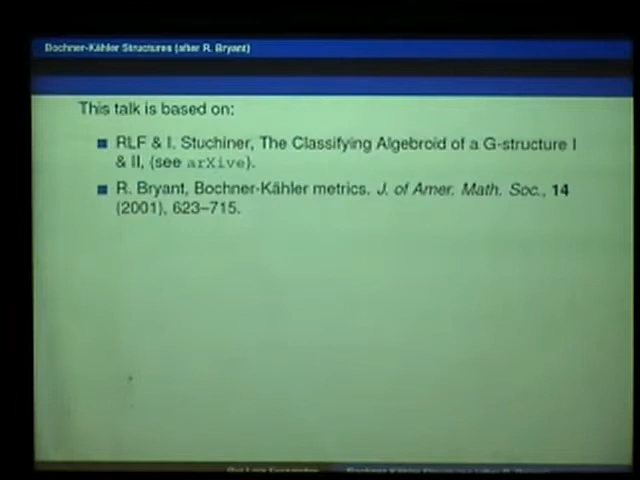 Bochner-Kähler Structures (after R. Bryant)
This talk is based on:
RLF & I. Stuchiner, The Classifying Algebroid of a G-structure I
& II, (see arXive).
R. Bryant, Bochner-Kähler metrics. J. of Amer. Math. Soc., 14
(2001), 623–715.